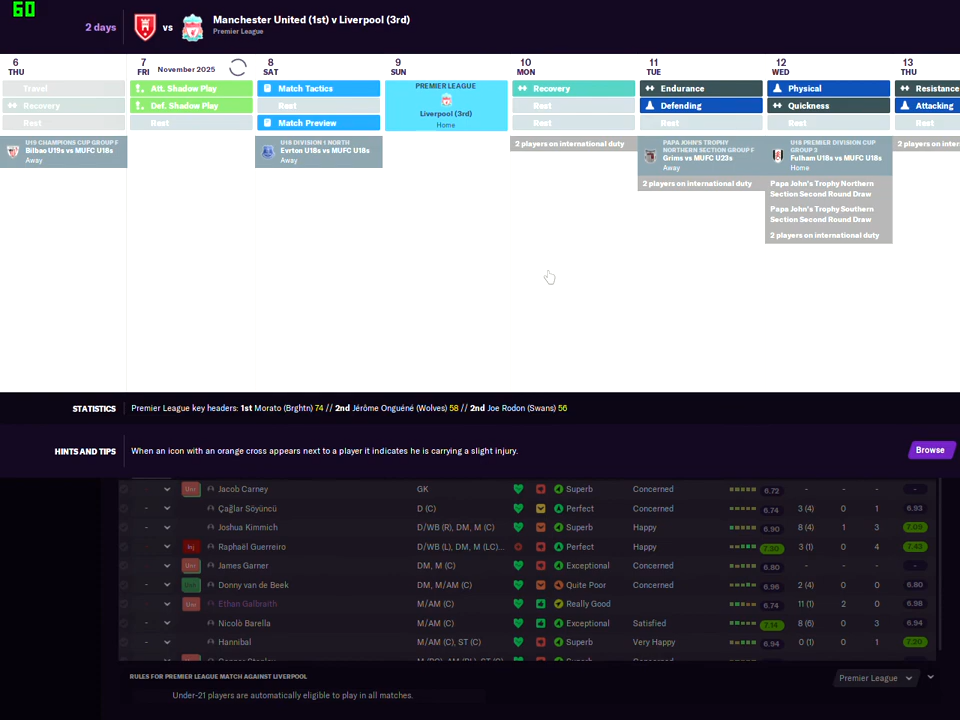 60
2 days
vs
Manchester United (1st) v Liverpool (3rd)
Premier League
6
THU
7
FRI
November 2025
8
SAT
9
SUN
10
MON
11
TUE
12
WED
13
THU
Travel
Att. Shadow Play
Match Tactics
PREMIER LEAGUE
Liverpool (3rd)
Home
Recovery
Endurance
Physical
Resistance
Recovery
Def. Shadow Play
Rest
Rest
Defending
Quickness
Attacking
Rest
Rest
Match Preview
Rest
Rest
Rest
Rest
U19 CHAMPIONS CUP GROUP F
Bilbao U19s vs MUFC U19s
Away
U18 DIVISION 1 NORTH
Evrton U18s vs MUFC U18s
Away
2 players on international duty
PAPA JOHN'S TROPHY
NORTHERN SECTION GROUP F
Grims vs MUFC U23s
Away
2 players on international duty
U18 PREMIER DIVISION CUP
GROUP 3
Fulham U18s vs MUFC U18s
Home
Papa John's Trophy Northern
Section Second Round Draw
Papa John's Trophy Southern
Section Second Round Draw
2 players on international duty
2 players on inter
STATISTICS
Premier League key headers: 1st Morato (Brghtn) 74 // 2nd Jérôme Onguéné (Wolves) 58 // 2nd Joe Rodon (Swans) 56
HINTS AND TIPS
When an icon with an orange cross appears next to a player it indicates he is carrying a slight injury.
Browse
Unr Jacob Carney GK Superb Concerned 6.72 - - - -
Çağlar Söyüncü D (C) Perfect Concerned 6.74 3 (4) 0 0 6.93
- Joshua Kimmich D/WB (R), DM, M (C) Superb Happy 6.90 8 (4) 1 3 7.09
- Inj Raphaël Guerreiro D/WB (L), DM, M (LC)... Perfect Happy 7.30 3 (1) 0 4 7.43
Unr James Garner DM, M (C) Exceptional Concerned 6.80 - - - -
- Donny van de Beek DM, M/AM (C) Quite Poor Concerned 6.96 2 (4) 0 0 6.80
Unr Ethan Galbraith M/AM (C) Really Good 6.74 11 (1) 2 0 6.98
- Nicolò Barella M/AM (C) Exceptional Satisfied 7.14 8 (6) 0 3 6.94
- Hannibal M/AM (C), ST (C) Superb Very Happy 6.94 0 (1) 0 1 7.20
RULES FOR PREMIER LEAGUE MATCH AGAINST LIVERPOOL
Premier League
Under-21 players are automatically eligible to play in all matches.